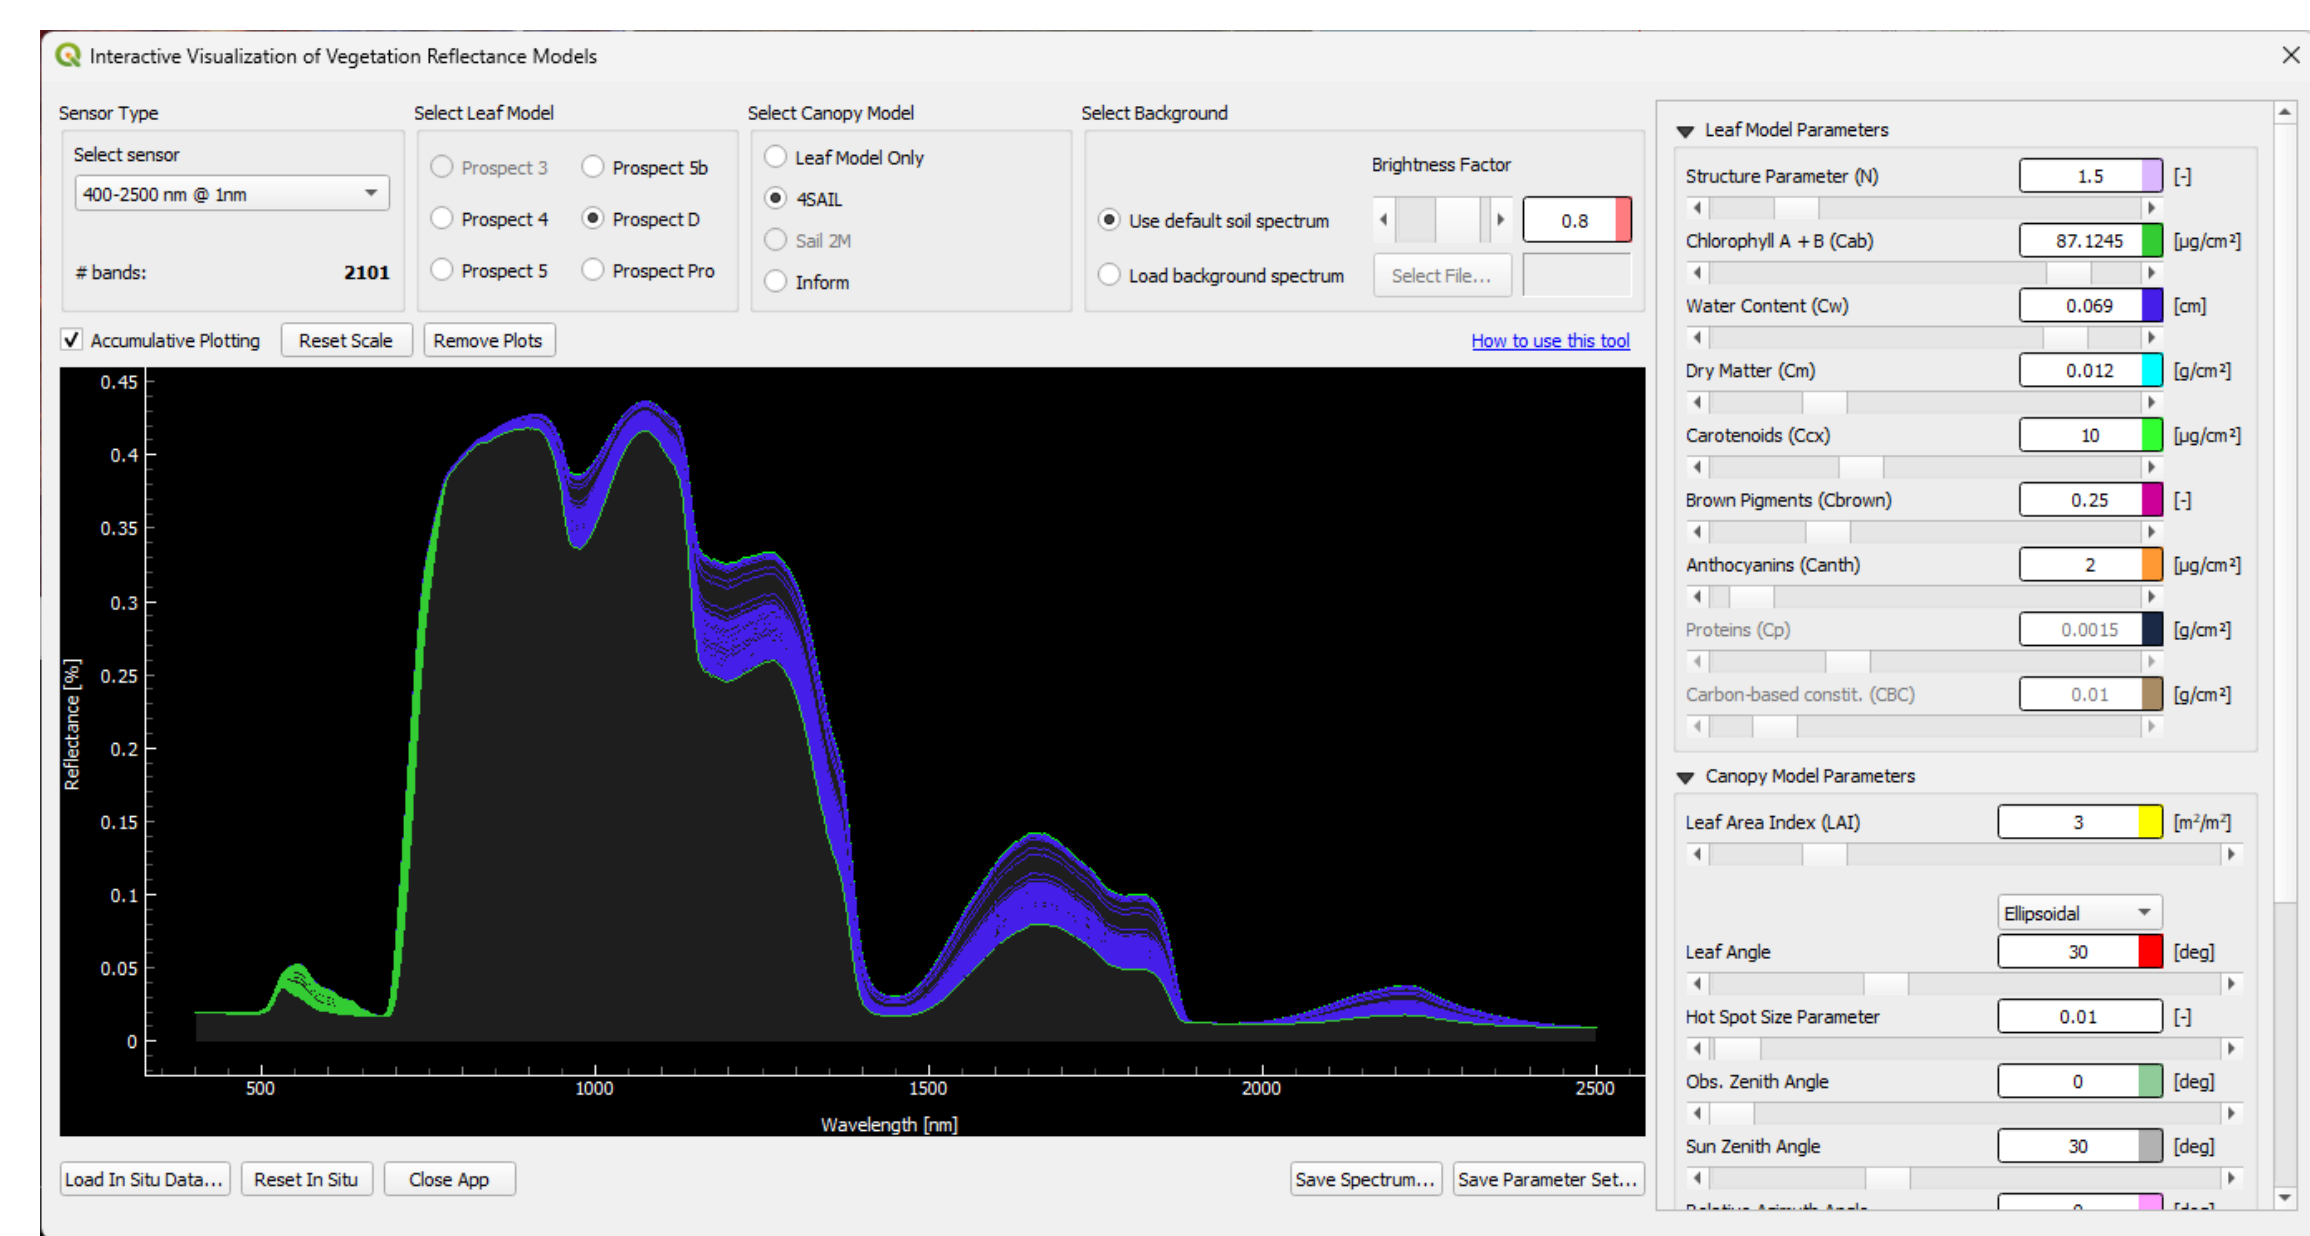 Interactive Visualization of Vegetation Reflectance Models
Sensor Type
Select sensor
400-2500 nm @ 1nm
# bands: 2101
Select Leaf Model
Prospect 3 Prospect 5b
Prospect 4 Prospect D
Prospect 5 Prospect Pro
Select Canopy Model
Leaf Model Only
4SAIL
Sail 2M
Inform
Select Background
Brightness Factor
Use default soil spectrum 0.8
Load background spectrum Select File...
Accumulative Plotting Reset Scale Remove Plots How to use this tool
0.45
0.4
0.35
0.3
0.25
0.2
0.15
0.1
0.05
0
Reflectance [%]
500 1000 1500 2000 2500
Wavelength [nm]
Load In Situ Data... Reset In Situ Close App Save Spectrum... Save Parameter Set...
Leaf Model Parameters
Structure Parameter (N) 1.5 [-]
Chlorophyll A + B (Cab) 87.1245 [µg/cm²]
Water Content (Cw) 0.069 [cm]
Dry Matter (Cm) 0.012 [g/cm²]
Carotenoids (Ccx) 10 [µg/cm²]
Brown Pigments (Cbrown) 0.25 [-]
Anthocyanins (Canth) 2 [µg/cm²]
Proteins (Cp) 0.0015 [g/cm²]
Carbon-based constit. (CBC) 0.01 [g/cm²]
Canopy Model Parameters
Leaf Area Index (LAI) 3 [m²/m²]
Ellipsoidal
Leaf Angle 30 [deg]
Hot Spot Size Parameter 0.01 [-]
Obs. Zenith Angle 0 [deg]
Sun Zenith Angle 30 [deg]
Relative Azimuth Angle 0 [deg]